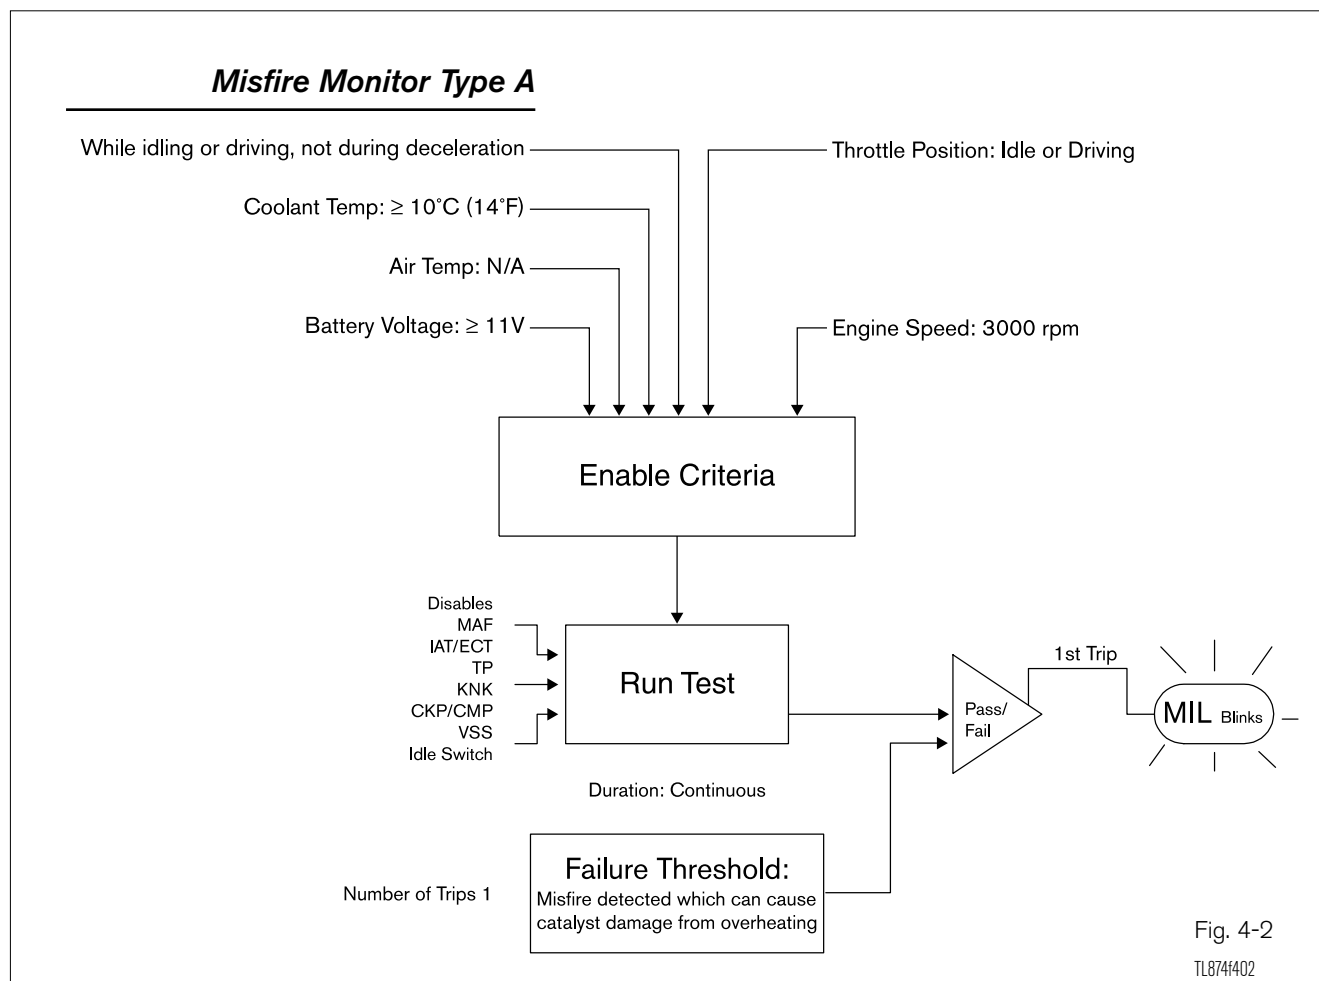 Misfire Monitor Type A
While idling or driving, not during deceleration
Throttle Position: Idle or Driving
Coolant Temp: ≥ 10˚C (14˚F)
Air Temp: N/A
Battery Voltage: ≥ 11V
Engine Speed: 3000 rpm
Enable Criteria
Disables
MAF
IAT/ECT
TP
KNK
CKP/CMP
VSS
Idle Switch
Run Test
Pass/
Fail
1st Trip
MIL Blinks
Duration: Continuous
Number of Trips 1
Failure Threshold:
Misfire detected which can cause
catalyst damage from overheating
Fig. 4-2
TL874f402